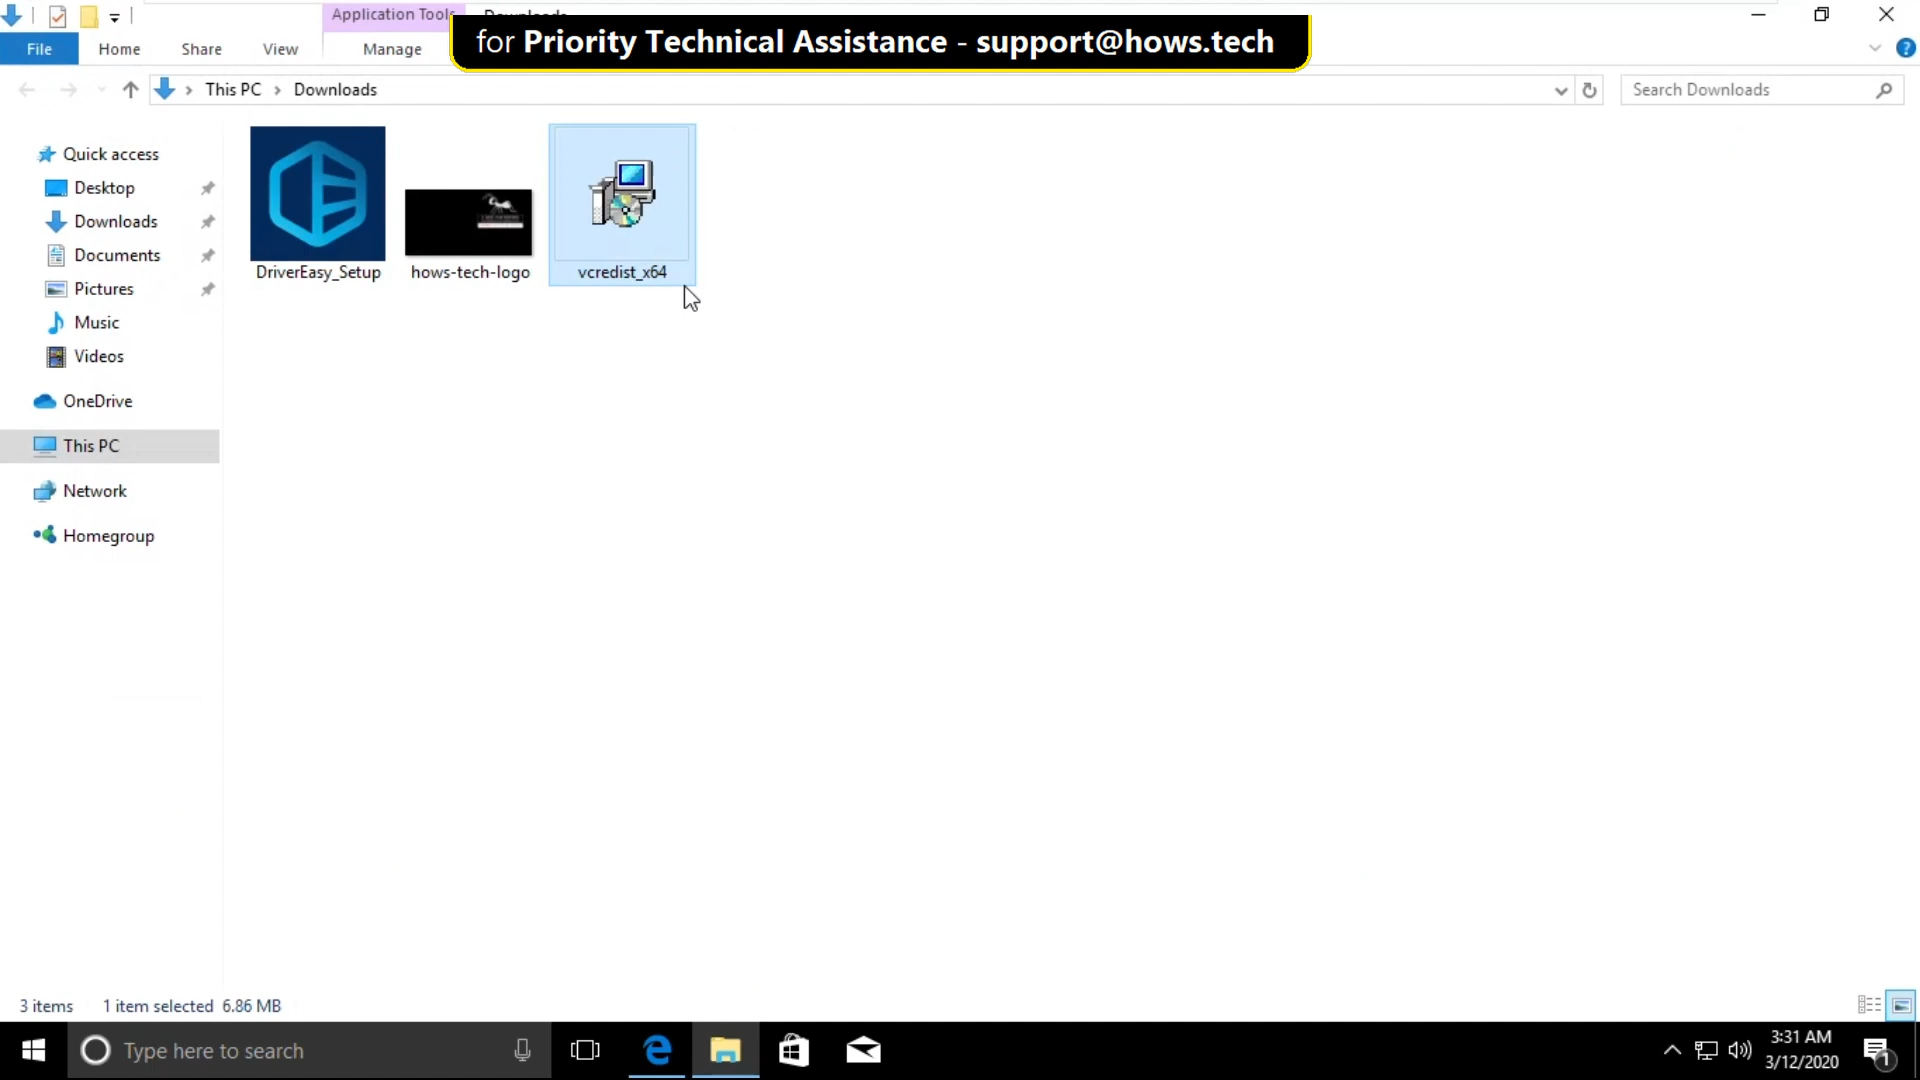 Application Tools
Downloads
for Priority Technical Assistance - support@hows.tech
File
Home
Share
View
Manage
This PC
Downloads
Search Downloads
Quick access
Desktop
Downloads
Documents
Pictures
Music
Videos
OneDrive
This PC
Network
Homegroup
DriverEasy_Setup
hows-tech-logo
vcredist_x64
3 items
1 item selected 6.86 MB
Type here to search
3:31 AM
3/12/2020
1